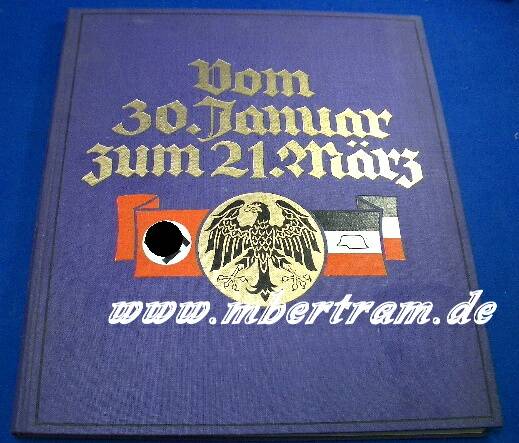 Vom
30. Januar
zum 21. März
www.mbertram.de